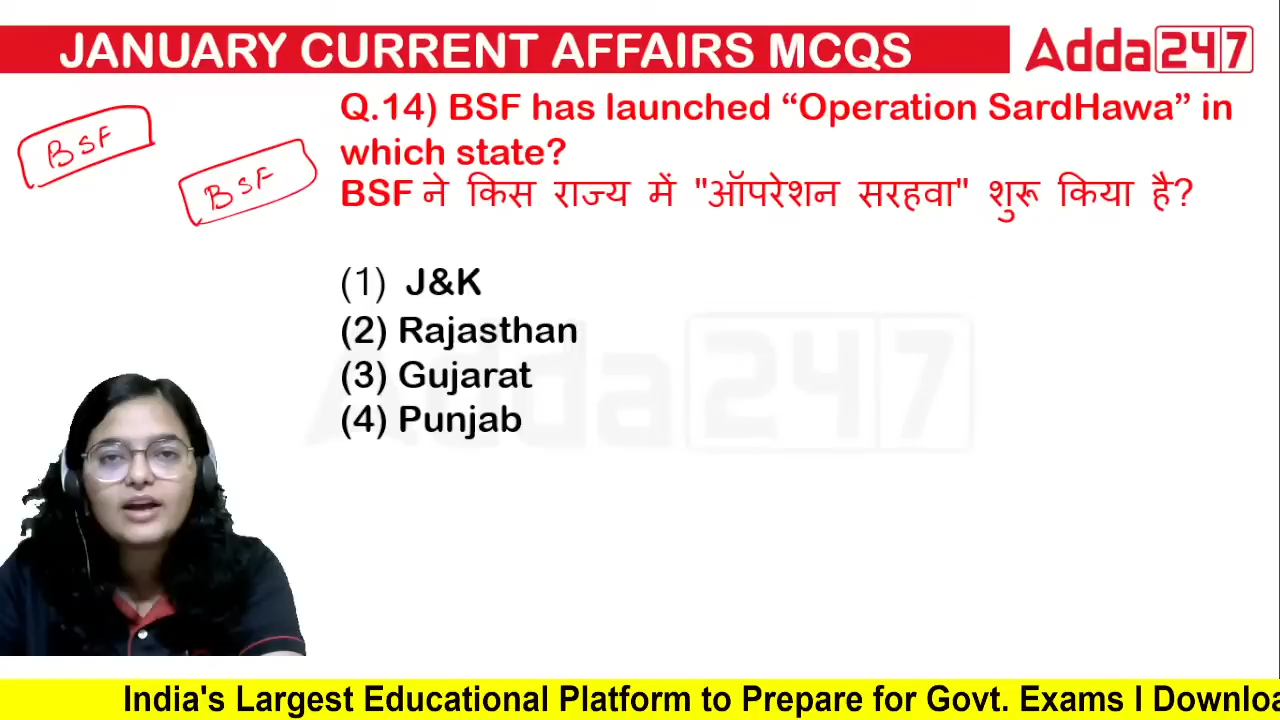 JANUARY CURRENT AFFAIRS MCQS
Adda247
Q.14) BSF has launched “Operation SardHawa” in
which state?
BSF ने किस राज्य में "ऑपरेशन सरहवा" शुरू किया है?
BSF
BSF
(1) J&K
(2) Rajasthan
(3) Gujarat
(4) Punjab
Adda247
India's Largest Educational Platform to Prepare for Govt. Exams I Downloa